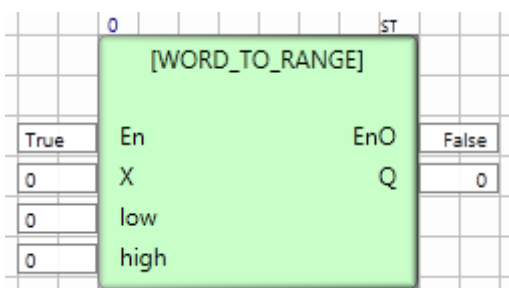 0 ST
[WORD_TO_RANGE]
True En EnO False
0 X Q 0
0 low
0 high